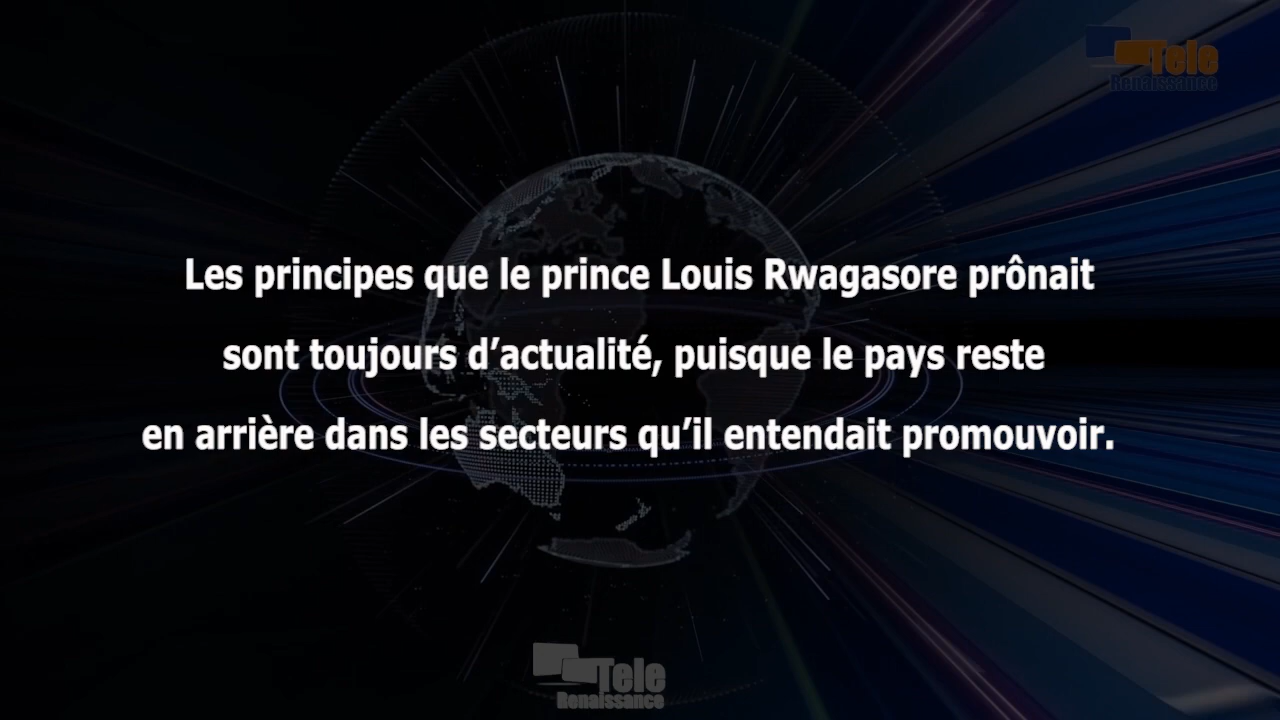 Tele
Renaissance
Les principes que le prince Louis Rwagasore prônait
sont toujours d’actualité, puisque le pays reste
en arrière dans les secteurs qu’il entendait promouvoir.
Tele
Renaissance